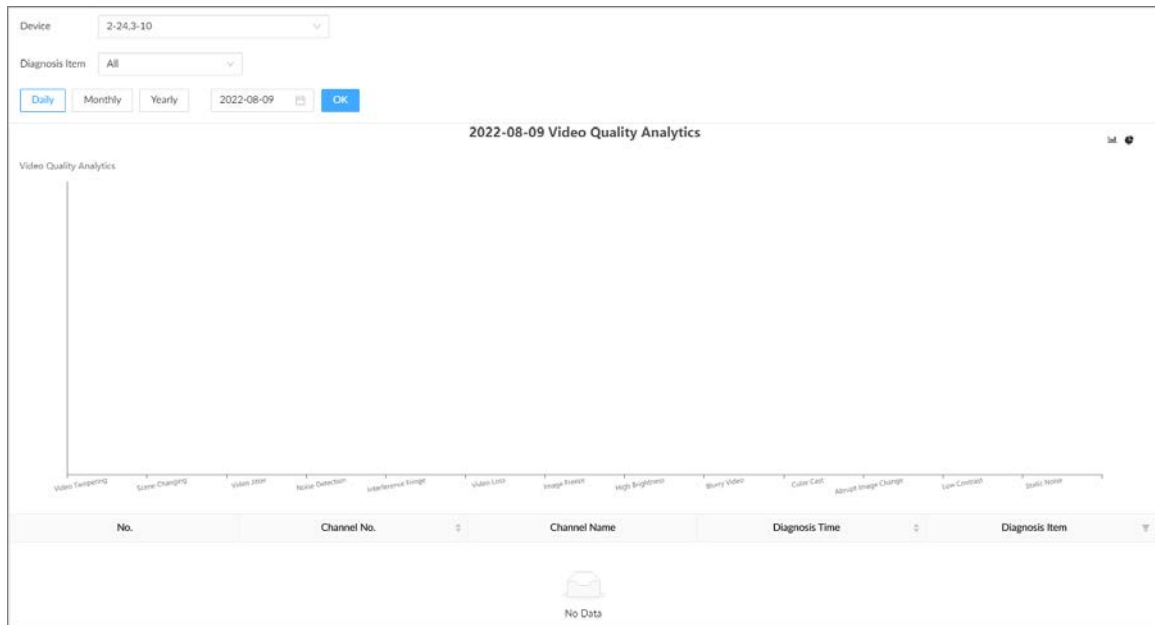 Device 2-24,3-10
Diagnosis Item All
Daily Monthly Yearly 2022-08-09 OK
2022-08-09 Video Quality Analytics
Video Quality Analytics
Video Tampering Scene Changing Video Jitter Noise Detection Interference Fringe Video Loss Image Freeze High Brightness Blurry Video Color Cast Abrupt Image Change Low Contrast Static Noise
No. Channel No. Channel Name Diagnosis Time Diagnosis Item
No Data